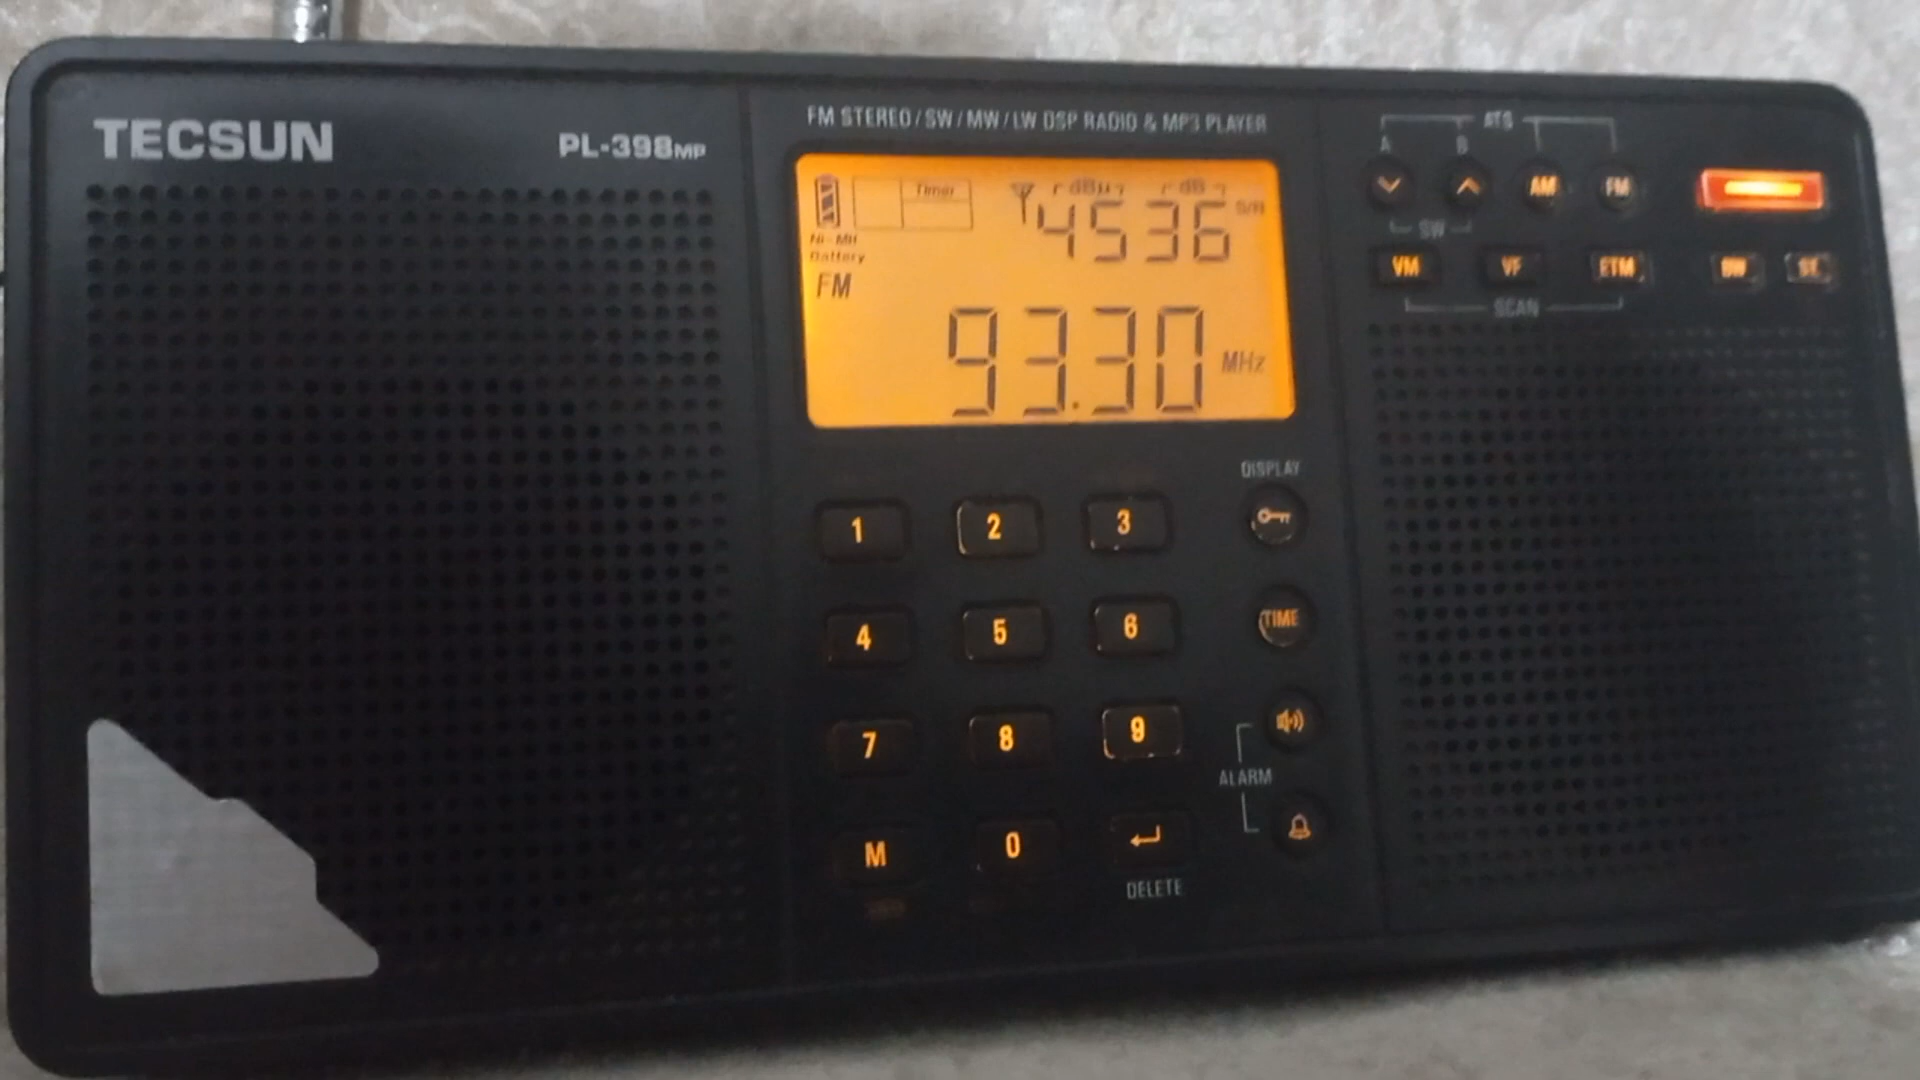 TECSUN
PL-398MP
FM STEREO/SW/MW/LW DSP RADIO & MP3 PLAYER
Timer
dBµ
dB
4536
S/N
Ni-MH
Battery
FM
93.30 MHz
ATS
A B
AM FM
SW
VM VF ETM BW ST
SCAN
DISPLAY
1 2 3
4 5 6 TIME
7 8 9
ALARM
M 0
DELETE